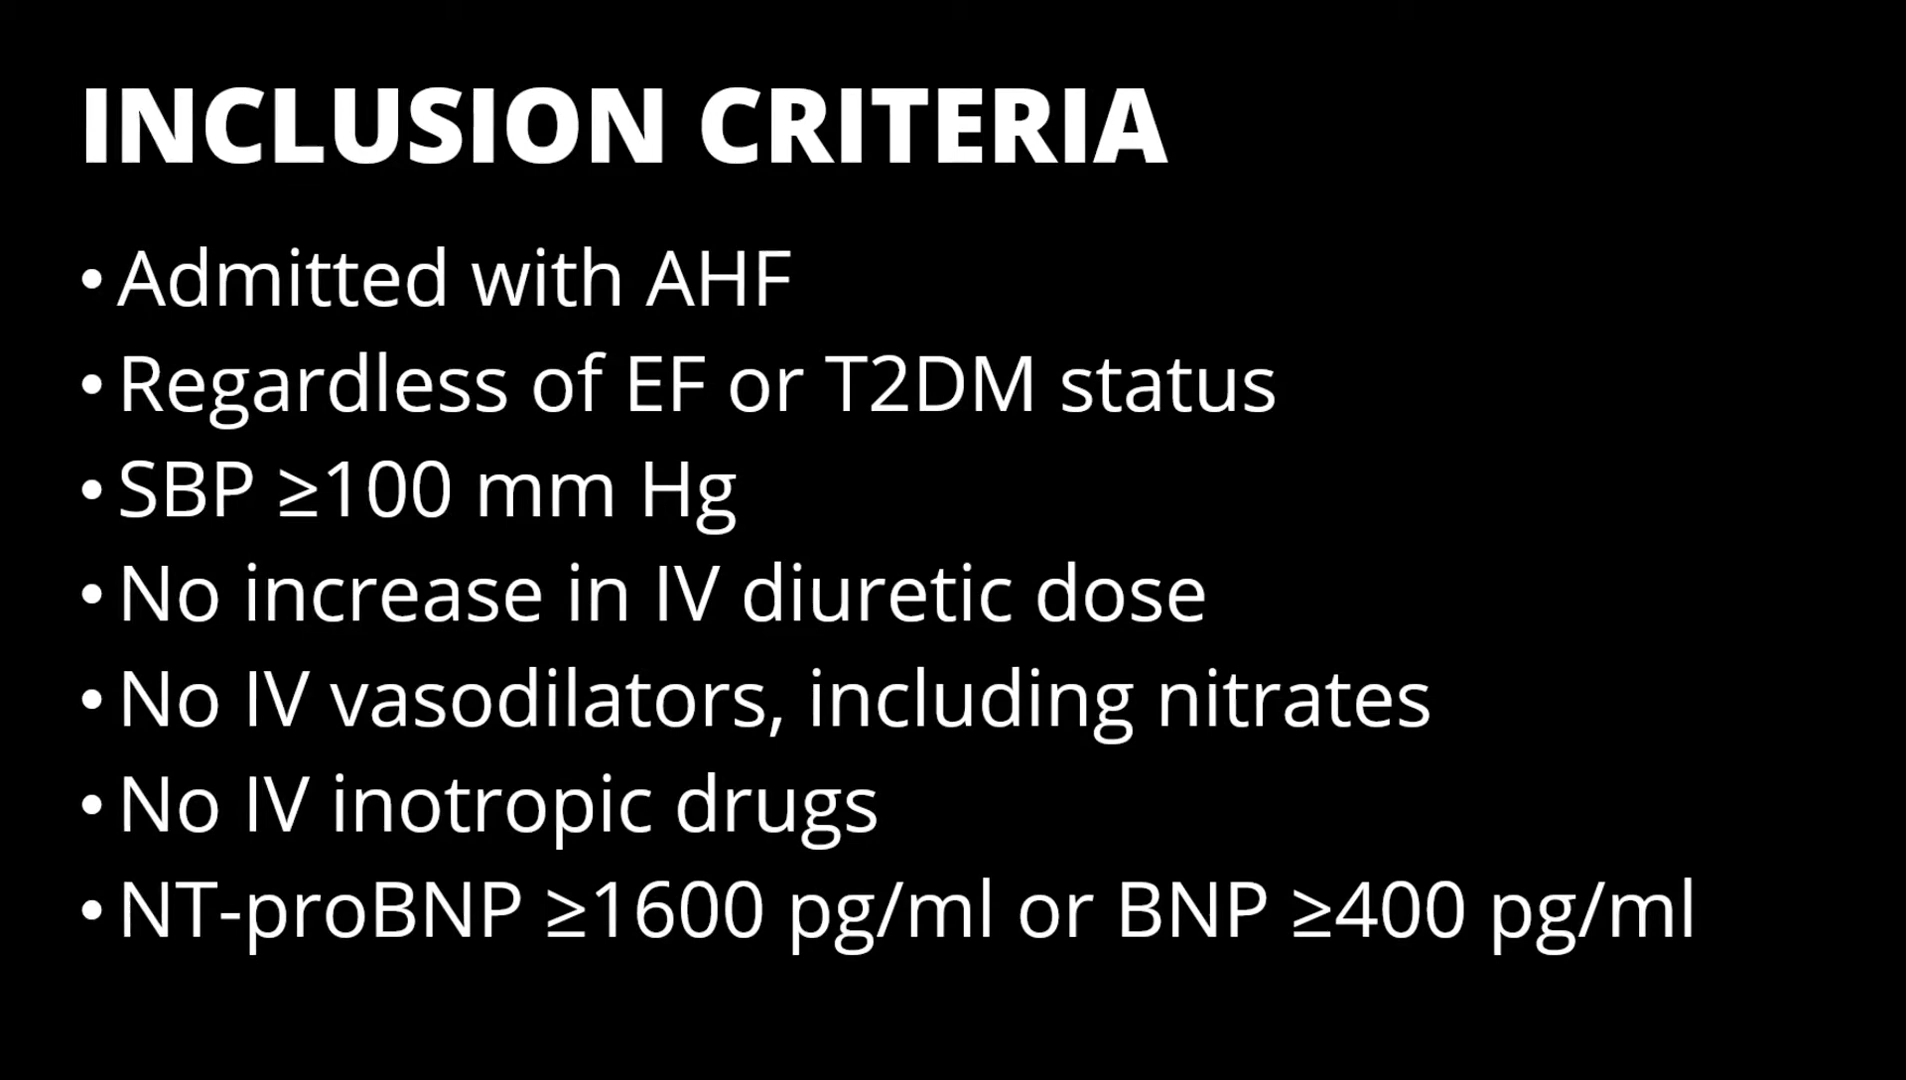 INCLUSION CRITERIA
• Admitted with AHF
• Regardless of EF or T2DM status
• SBP ≥100 mm Hg
• No increase in IV diuretic dose
• No IV vasodilators, including nitrates
• No IV inotropic drugs
• NT-proBNP ≥1600 pg/ml or BNP ≥400 pg/ml